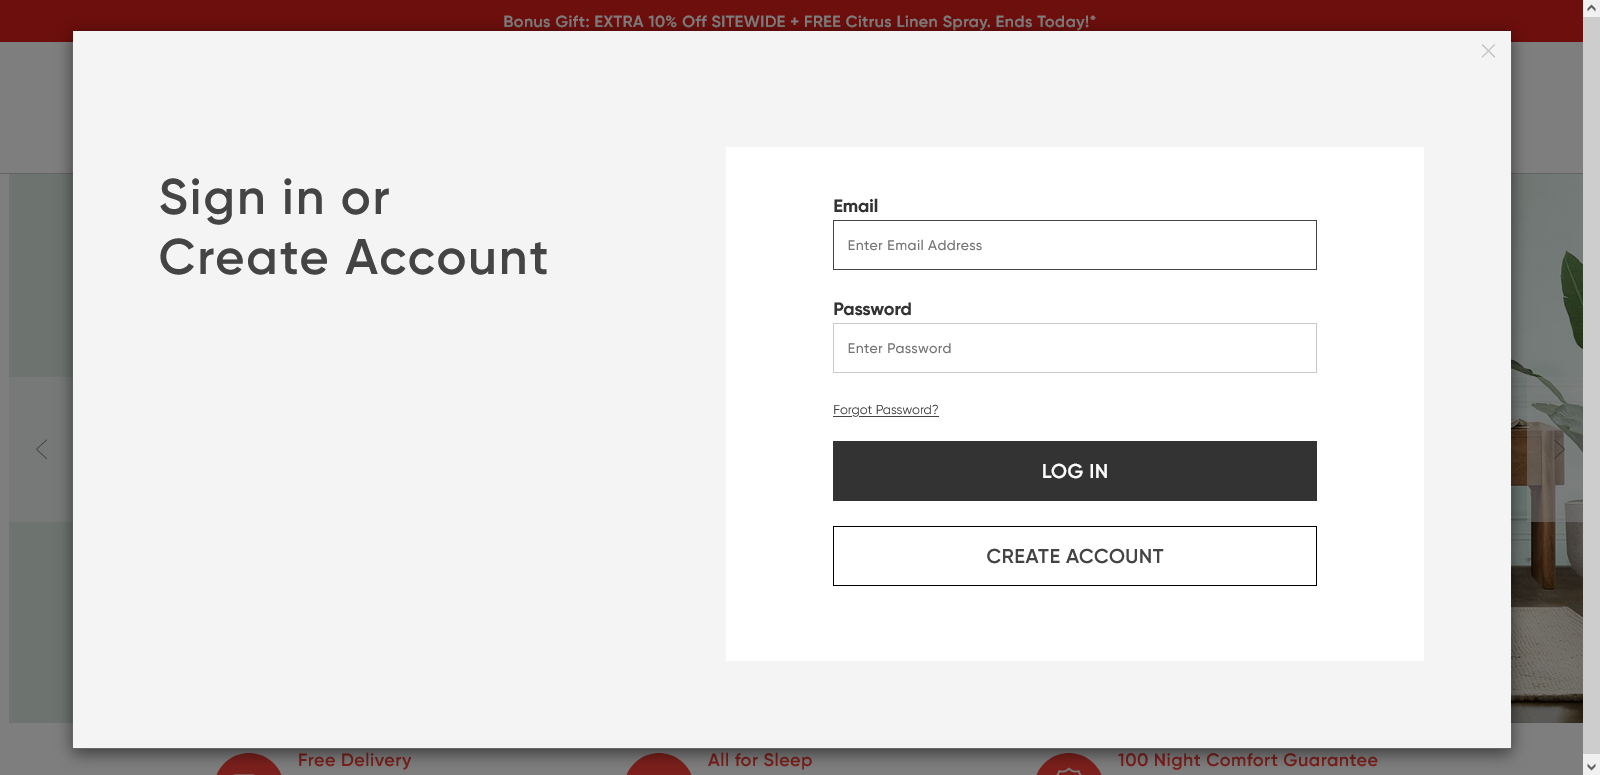 Bonus Gift: EXTRA 10% Off SITEWIDE + FREE Citrus Linen Spray. Ends Today!*
Sign in or
Create Account
Email
Enter Email Address
Password
Enter Password
Forgot Password?
LOG IN
CREATE ACCOUNT
Free Delivery
All for Sleep
100 Night Comfort Guarantee